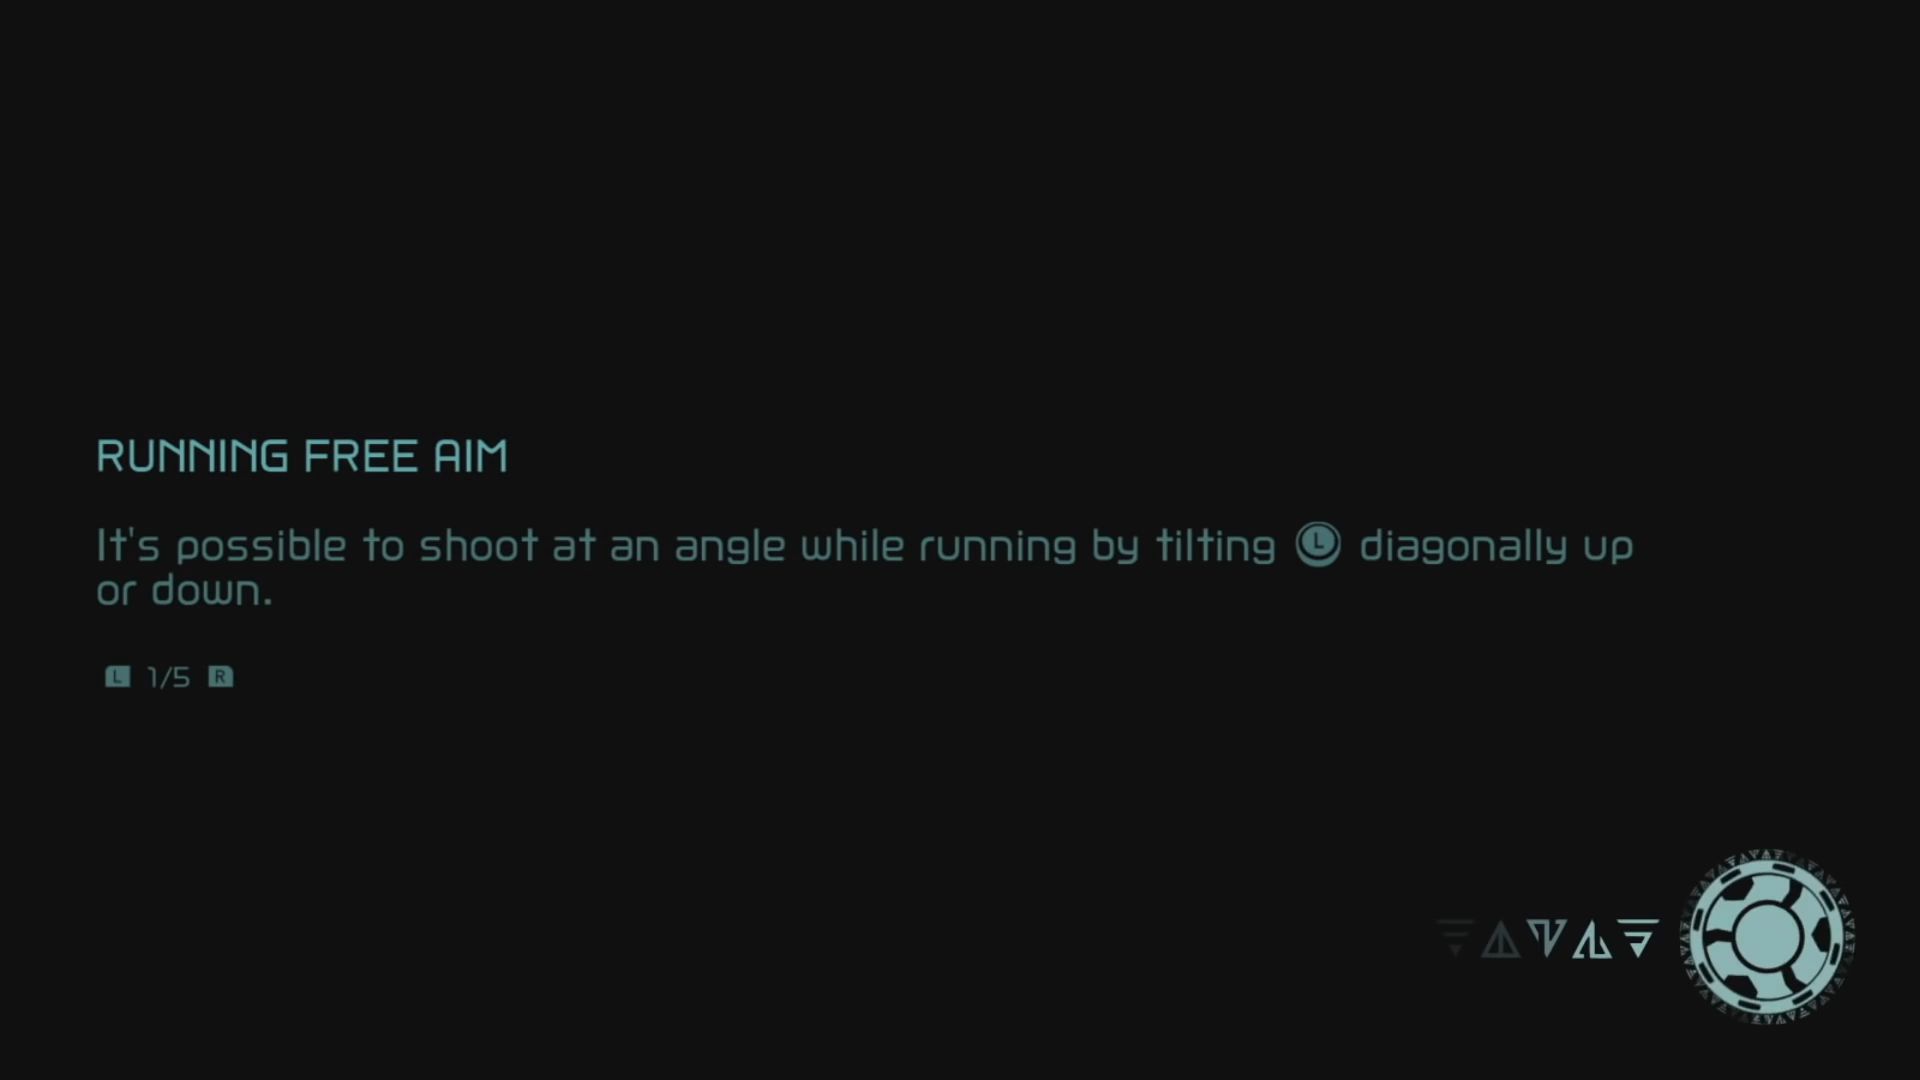 RUNNING FREE AIM
It's possible to shoot at an angle while running by tilting L diagonally up
or down.
L 1/5 R